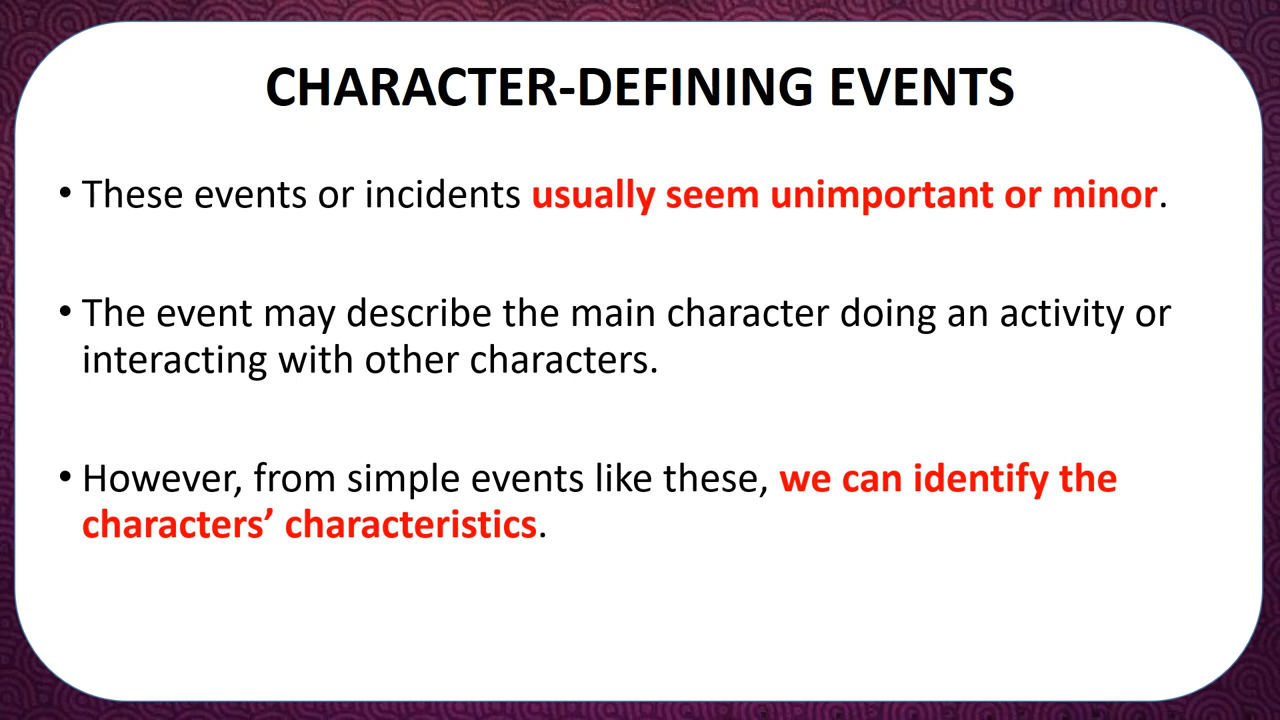 CHARACTER-DEFINING EVENTS
• These events or incidents usually seem unimportant or minor.
• The event may describe the main character doing an activity or
interacting with other characters.
• However, from simple events like these, we can identify the
characters’ characteristics.